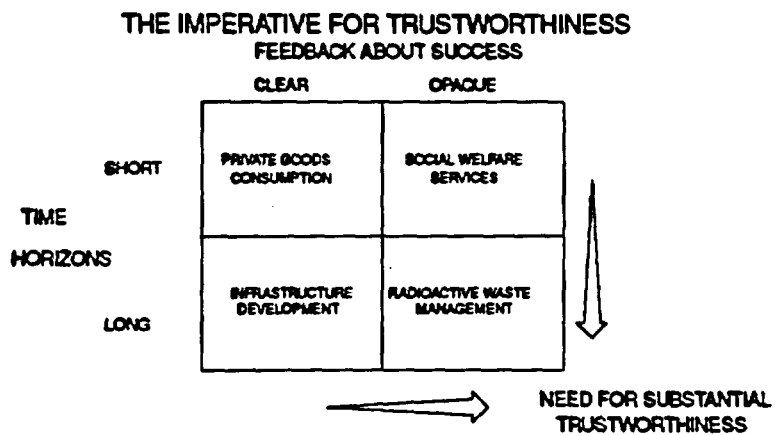 THE IMPERATIVE FOR TRUSTWORTHINESS
FEEDBACK ABOUT SUCCESS
CLEAR OPAQUE
SHORT
PRIVATE GOODS
CONSUMPTION
SOCIAL WELFARE
SERVICES
TIME
HORIZONS
LONG
INFRASTRUCTURE
DEVELOPMENT
RADIOACTIVE WASTE
MANAGEMENT
NEED FOR SUBSTANTIAL
TRUSTWORTHINESS